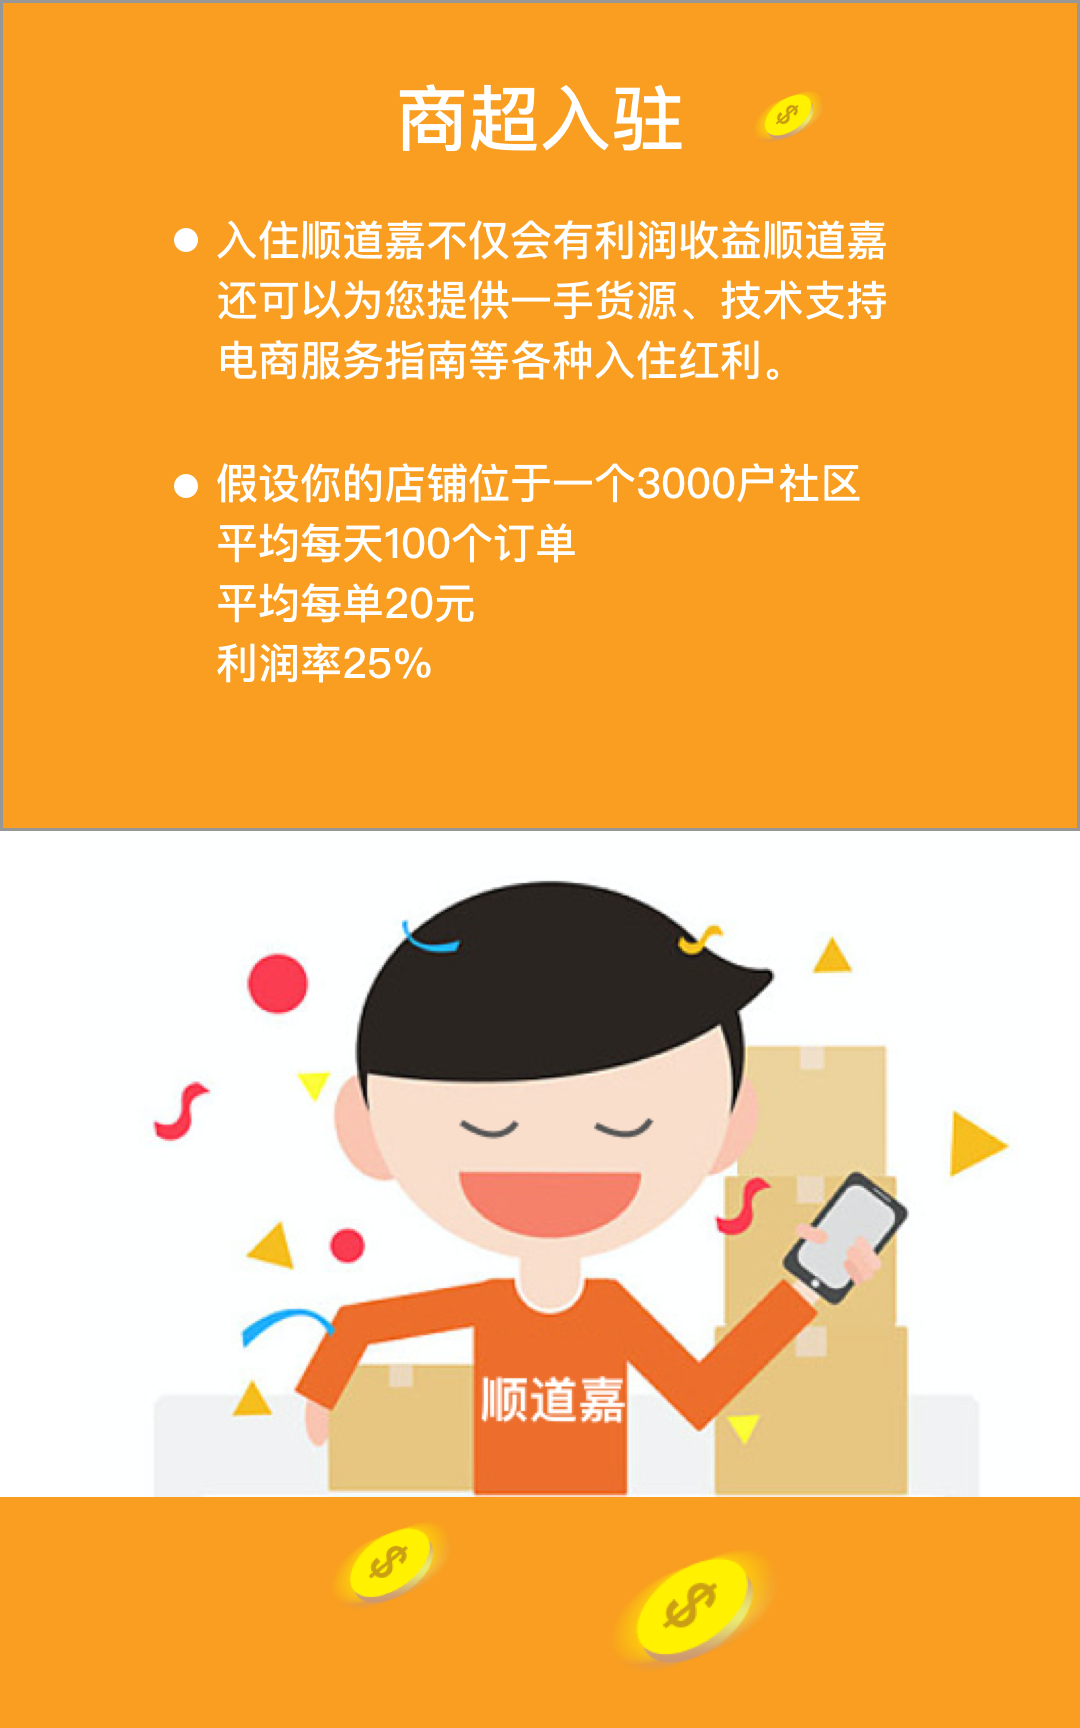 商超入驻
入住顺道嘉不仅会有利润收益顺道嘉
还可以为您提供一手货源、技术支持
电商服务指南等各种入住红利。
假设你的店铺位于一个3000户社区
平均每天100个订单
平均每单20元
利润率25%
顺道嘉